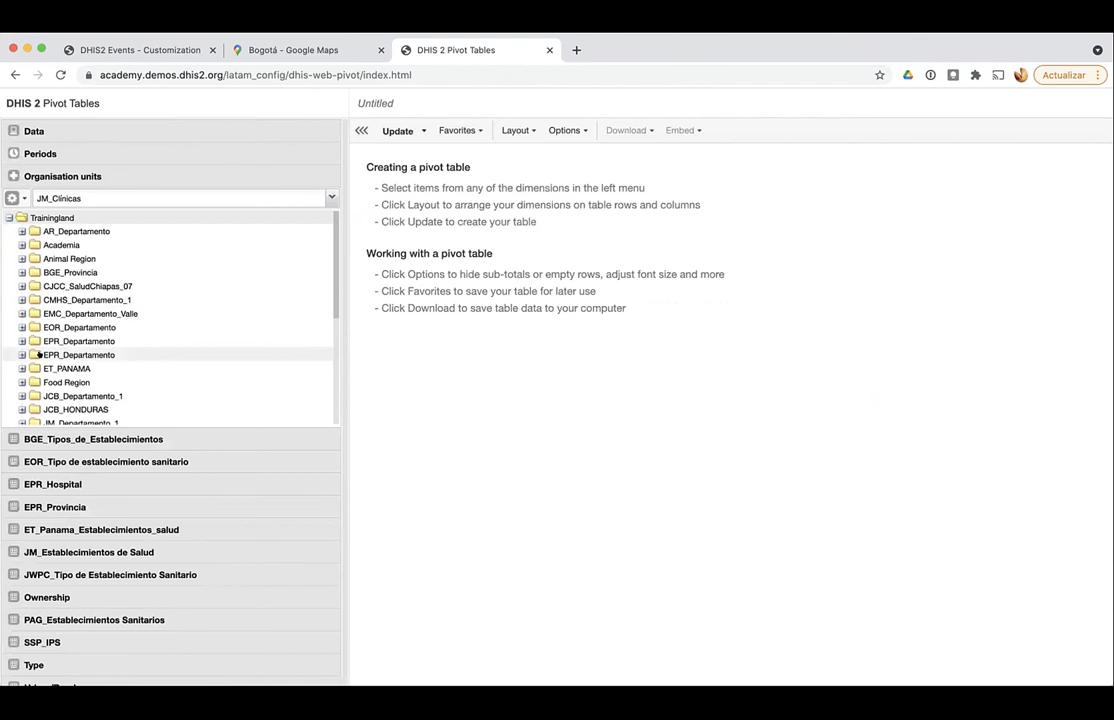 DHIS2 Events - Customization
Bogotá - Google Maps
DHIS 2 Pivot Tables
academy.demos.dhis2.org/latam_config/dhis-web-pivot/index.html
Actualizar
DHIS 2 Pivot Tables
Untitled
Data
Periods
Organisation units
JM_Clínicas
Trainingland
AR_Departamento
Academia
Animal Region
BGE_Provincia
CJCC_SaludChiapas_07
CMHS_Departamento_1
EMC_Departamento_Valle
EOR_Departamento
EPR_Departamento
EPR_Departamento
ET_PANAMA
Food Region
JCB_Departamento_1
JCB_HONDURAS
JM_Departamento_1
BGE_Tipos_de_Establecimientos
EOR_Tipo de establecimiento sanitario
EPR_Hospital
EPR_Provincia
ET_Panama_Establecimientos_salud
JM_Establecimientos de Salud
JWPC_Tipo de Establecimiento Sanitario
Ownership
PAG_Establecimientos Sanitarios
SSP_IPS
Type
Update Favorites Layout Options Download Embed
Creating a pivot table
- Select items from any of the dimensions in the left menu
- Click Layout to arrange your dimensions on table rows and columns
- Click Update to create your table
Working with a pivot table
- Click Options to hide sub-totals or empty rows, adjust font size and more
- Click Favorites to save your table for later use
- Click Download to save table data to your computer